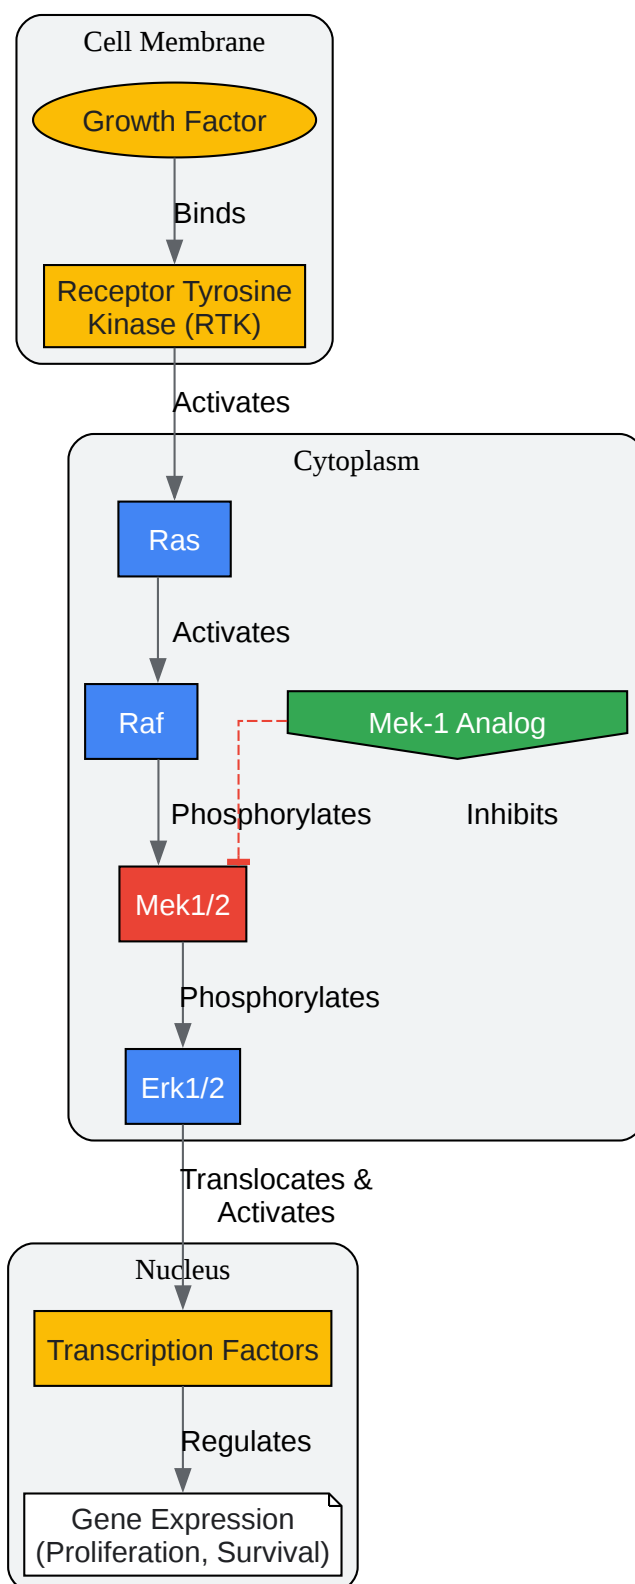 Cell Membrane
Growth Factor
Binds
Receptor Tyrosine
Kinase (RTK)
Activates
Cytoplasm
Ras
Activates
Raf
Mek-1 Analog
Phosphorylates
Inhibits
Mek1/2
Phosphorylates
Erk1/2
Translocates &
Activates
Nucleus
Transcription Factors
Regulates
Gene Expression
(Proliferation, Survival)